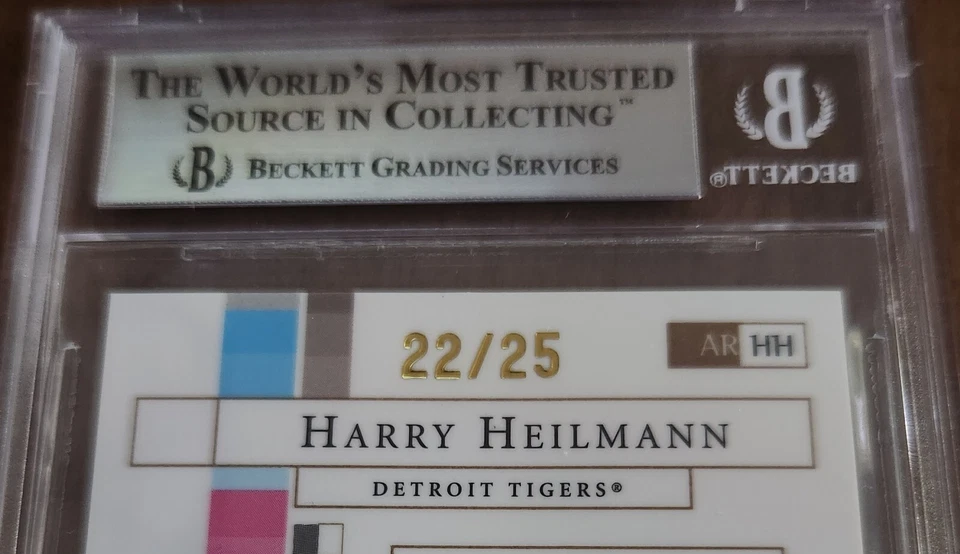 THE WORLD'S MOST TRUSTED
SOURCE IN COLLECTING™
B BECKETT GRADING SERVICES
B
BECKETT®
22/25
AR HH
HARRY HEILMANN
DETROIT TIGERS®